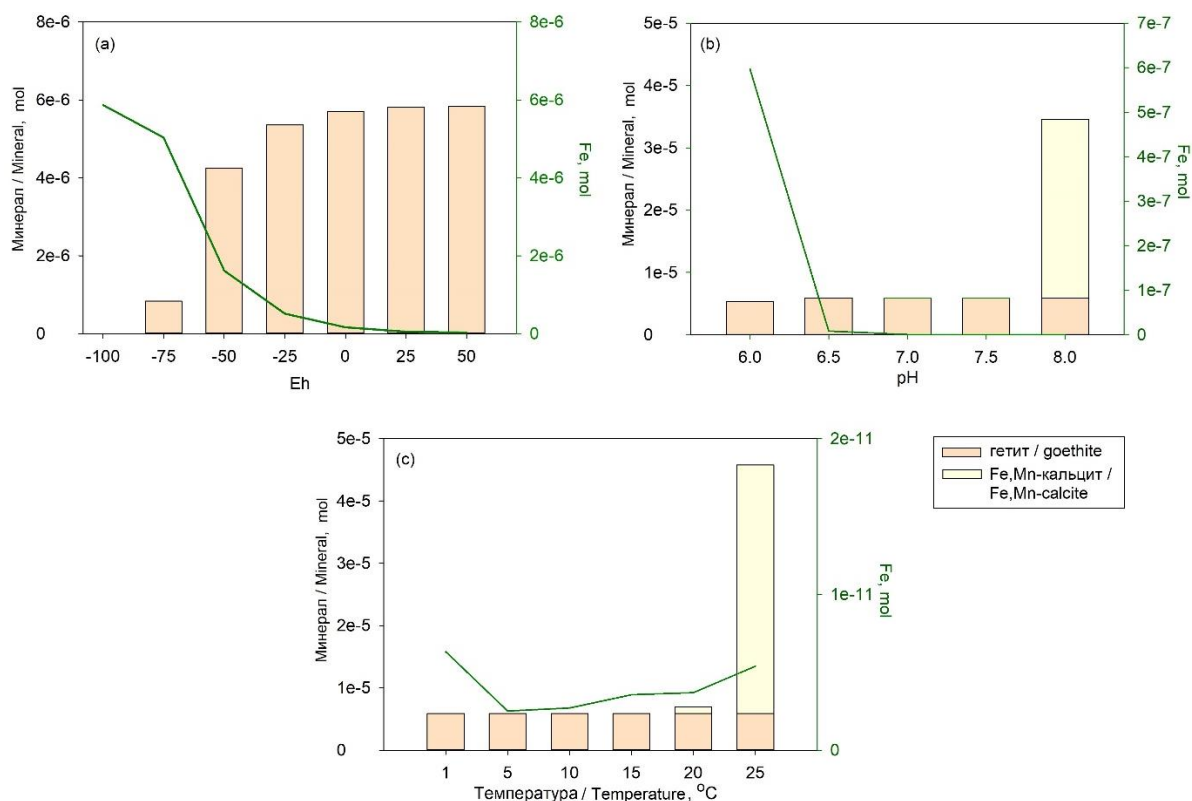 (a)
Минерал / Mineral, mol
8e-6
6e-6
4e-6
2e-6
0
8e-6
6e-6
4e-6
2e-6
0
Fe, mol
-100 -75 -50 -25 0 25 50
Eh
(b)
Минерал / Mineral, mol
5e-5
4e-5
3e-5
2e-5
1e-5
0
7e-7
6e-7
5e-7
4e-7
3e-7
2e-7
1e-7
0
Fe, mol
6.0 6.5 7.0 7.5 8.0
pH
(c)
Минерал / Mineral, mol
5e-5
4e-5
3e-5
2e-5
1e-5
0
2e-11
1e-11
0
Fe, mol
1 5 10 15 20 25
Температура / Temperature, °C
гетит / goethite
Fe,Mn-кальцит /
Fe,Mn-calcite